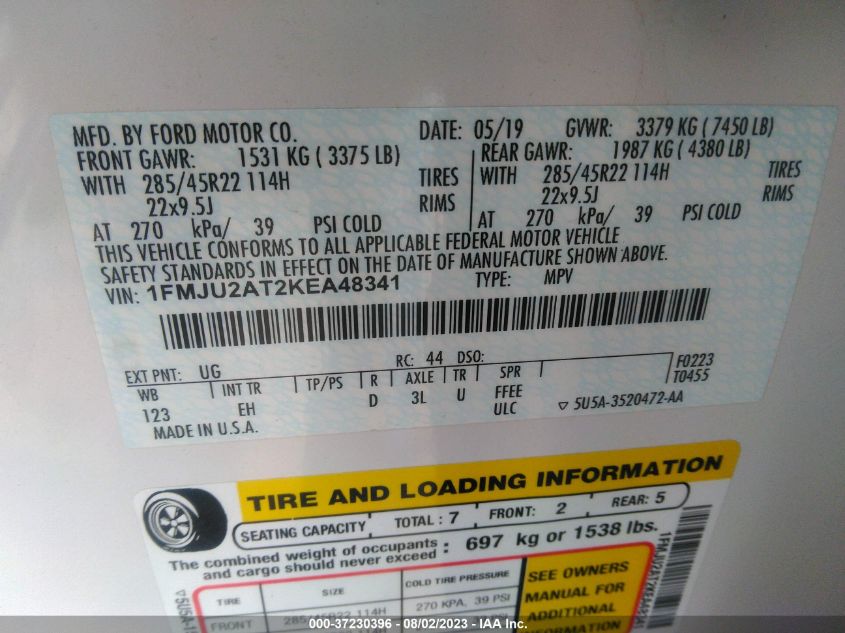 MFD. BY FORD MOTOR CO. DATE: 05/19 GVWR: 3379 KG ( 7450 LB)
FRONT GAWR: 1531 KG ( 3375 LB) REAR GAWR: 1987 KG ( 4380 LB)
WITH 285/45R22 114H TIRES WITH 285/45R22 114H TIRES
22x9.5J RIMS 22x9.5J RIMS
AT 270 kPa/ 39 PSI COLD AT 270 kPa/ 39 PSI COLD
THIS VEHICLE CONFORMS TO ALL APPLICABLE FEDERAL MOTOR VEHICLE
SAFETY STANDARDS IN EFFECT ON THE DATE OF MANUFACTURE SHOWN ABOVE.
VIN: 1FMJU2AT2KEA48341 TYPE: MPV
EXT PNT: UG RC: 44 DSO: F0223
WB INT TR TP/PS R AXLE TR SPR T0455
123 EH D 3L U FFEE
ULC 5U5A-3520472-AA
MADE IN U.S.A.
TIRE AND LOADING INFORMATION
SEATING CAPACITY TOTAL : 7 FRONT: 2 REAR: 5
The combined weight of occupants
and cargo should never exceed : 697 kg or 1538 lbs.
TIRE SIZE COLD TIRE PRESSURE
FRONT 285/45R22 114H 270 KPA, 39 PSI
SEE OWNERS
MANUAL FOR
ADDITIONAL
INFORMATION
1FMJU2AT2KEA48341
000-37230396 - 08/02/2023 - IAA Inc.